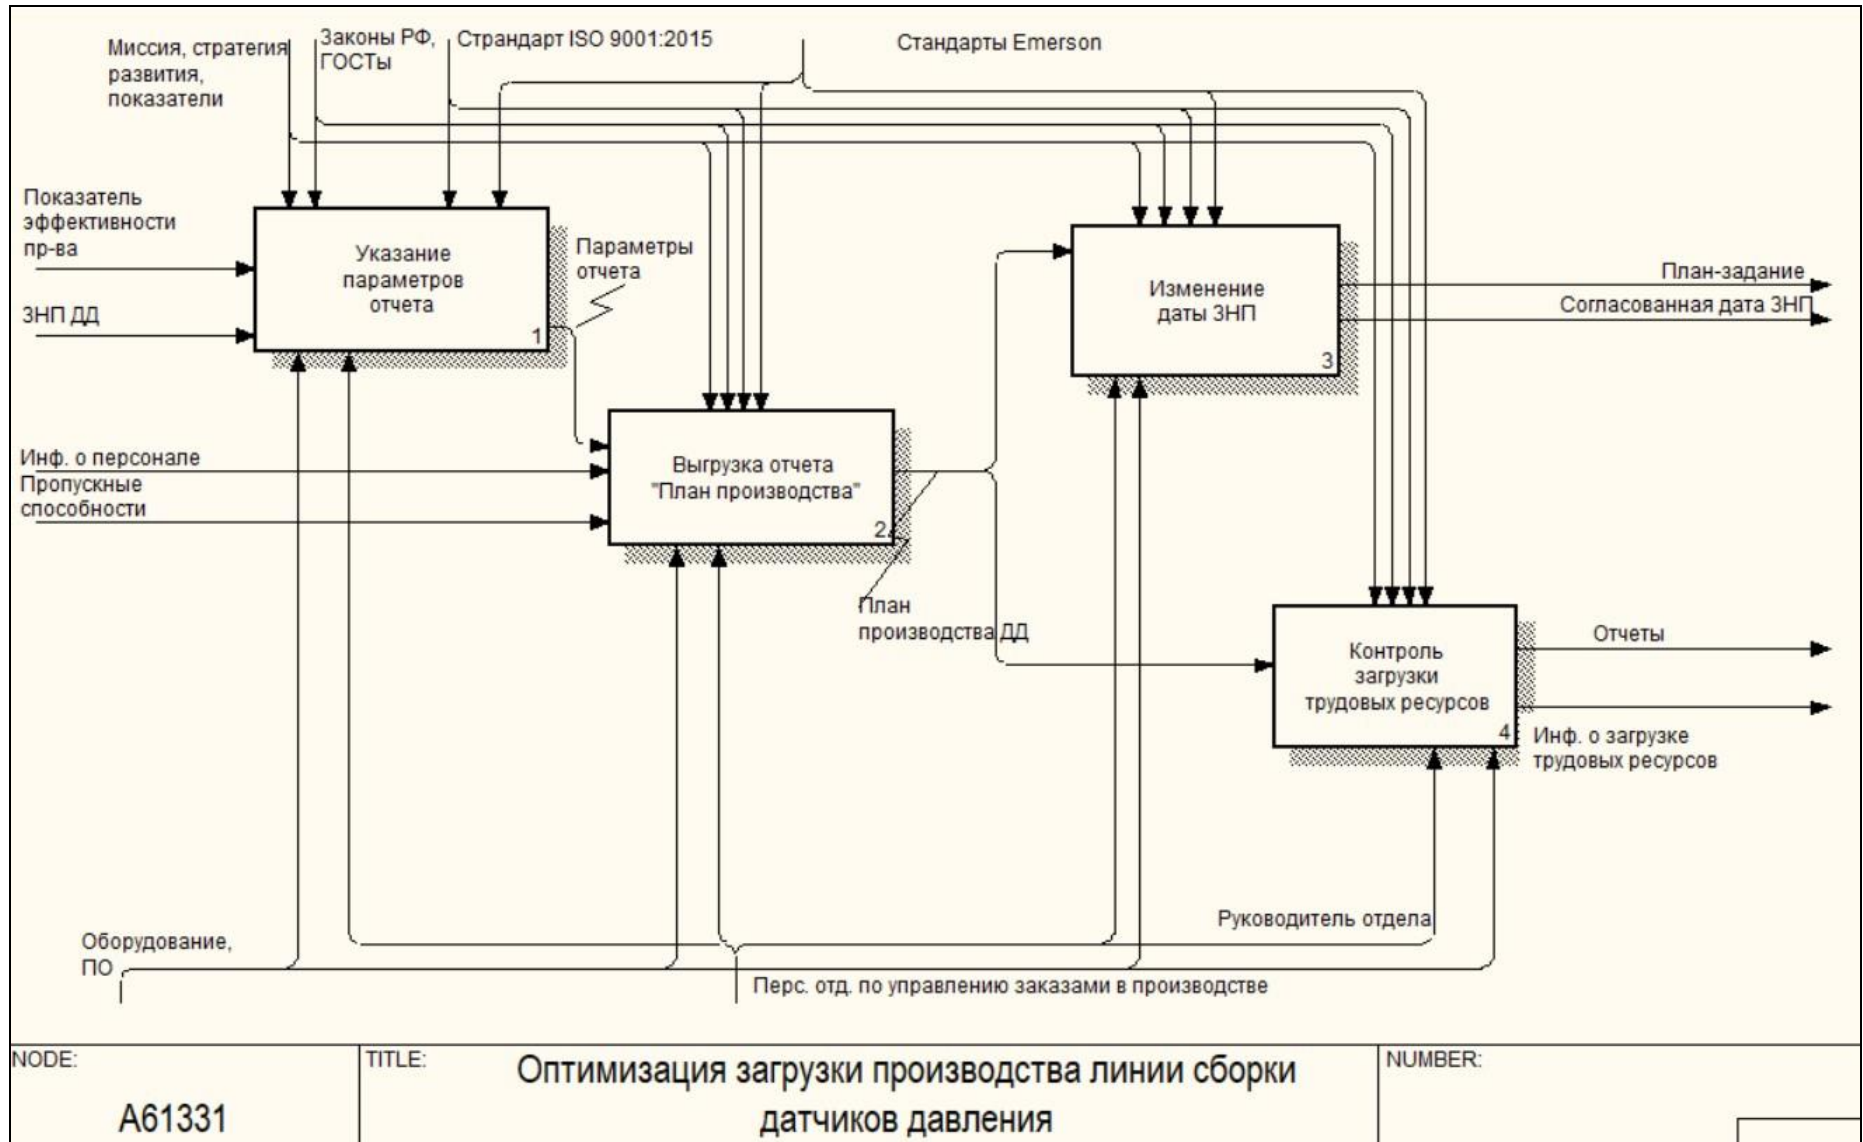 Миссия, стратегия
развития,
показатели
Законы РФ,
ГОСТы
Страндарт ISO 9001:2015
Стандарты Emerson
Показатель
эффективности
пр-ва
ЗНП ДД
Указание
параметров
отчета
1
Параметры
отчета
Изменение
даты ЗНП
3
План-задание
Согласованная дата ЗНП
Инф. о персонале
Пропускные
способности
Выгрузка отчета
"План производства"
2
План
производства ДД
Контроль
загрузки
трудовых ресурсов
4
Отчеты
Инф. о загрузке
трудовых ресурсов
Руководитель отдела
Оборудование,
ПО
Перс. отд. по управлению заказами в производстве
NODE:
A61331
TITLE:
Оптимизация загрузки производства линии сборки
датчиков давления
NUMBER: